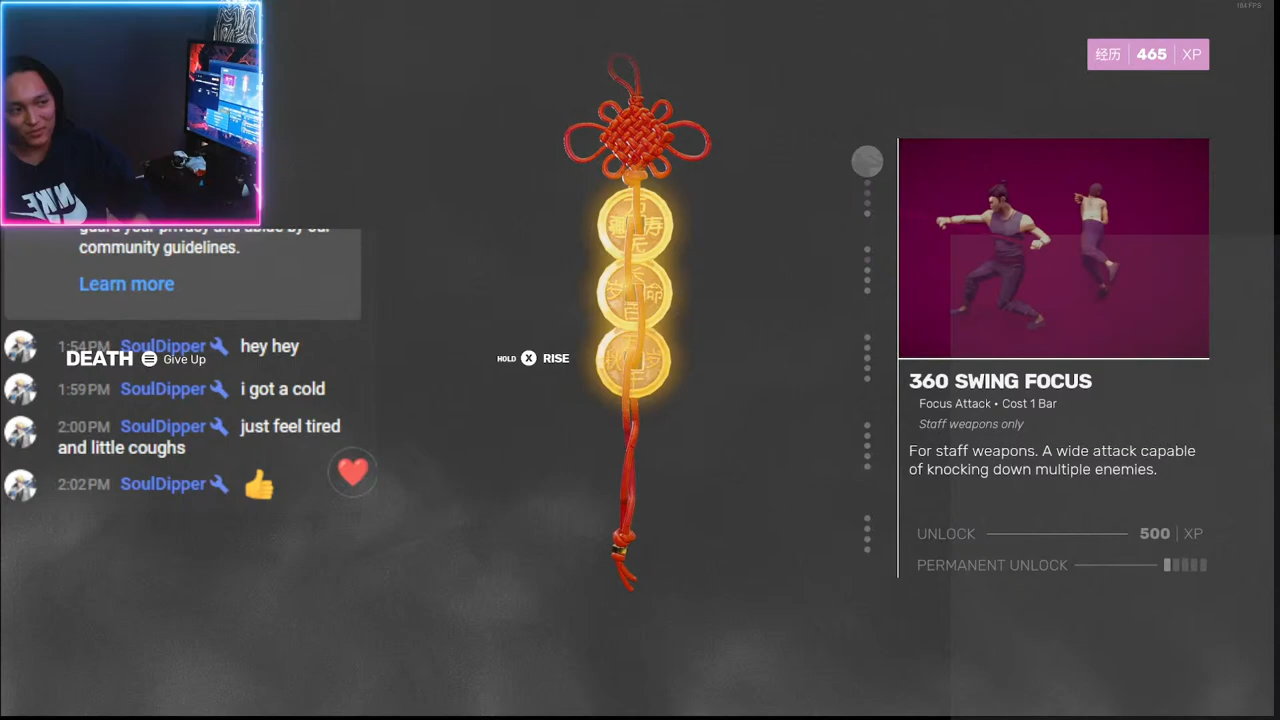 184 FPS
经历 465 XP
NIKE
guard your privacy and abide by our
community guidelines.
Learn more
1:54 PM SoulDipper hey hey
DEATH Give Up
HOLD X RISE
1:59 PM SoulDipper i got a cold
2:00 PM SoulDipper just feel tired
and little coughs
2:02 PM SoulDipper
360 SWING FOCUS
Focus Attack • Cost 1 Bar
Staff weapons only
For staff weapons. A wide attack capable
of knocking down multiple enemies.
UNLOCK 500 XP
PERMANENT UNLOCK